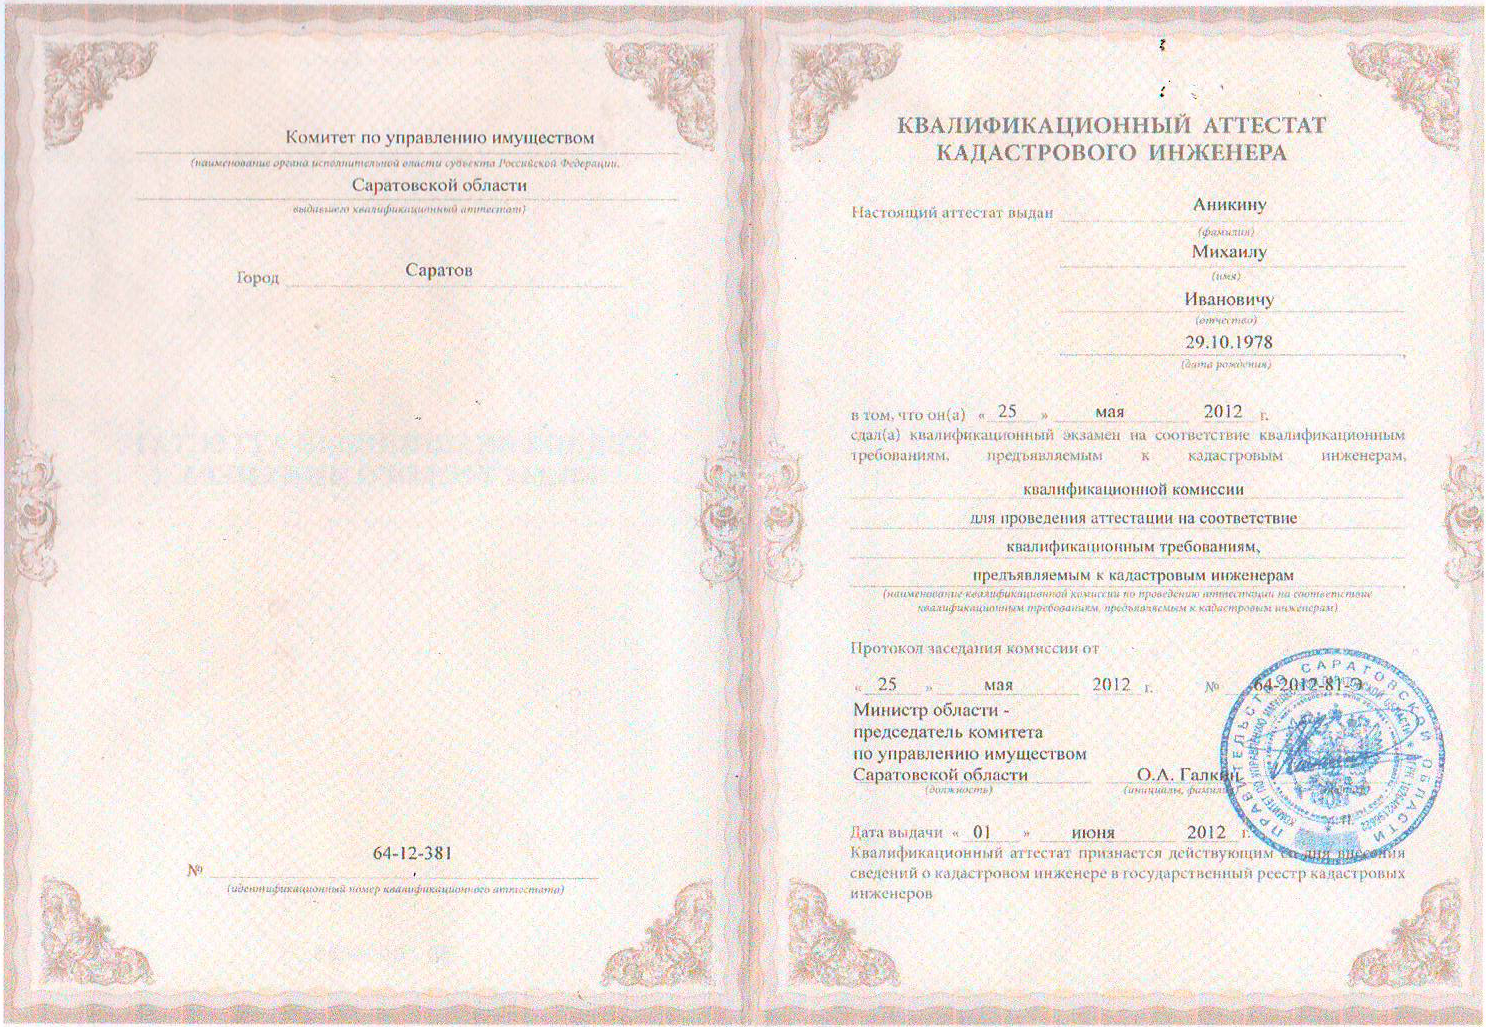 Комитет по управлению имуществом
(наименование органа исполнительной власти субъекта Российской Федерации,
Саратовской области
выдавшего квалификационный аттестат)
Город Саратов
№ 64-12-381
(идентификационный номер квалификационного аттестата)
КВАЛИФИКАЦИОННЫЙ АТТЕСТАТ
КАДАСТРОВОГО ИНЖЕНЕРА
Настоящий аттестат выдан Аникину
(фамилия)
Михаилу
(имя)
Ивановичу
(отчество)
29.10.1978
(дата рождения)
в том, что он(а) « 25 » мая 2012 г.
сдал(а) квалификационный экзамен на соответствие квалификационным
требованиям, предъявляемым к кадастровым инженерам,
квалификационной комиссии
для проведения аттестации на соответствие
квалификационным требованиям,
предъявляемым к кадастровым инженерам
(наименование квалификационной комиссии по проведению аттестации на соответствие
квалификационным требованиям, предъявляемым к кадастровым инженерам)
Протокол заседания комиссии от
« 25 » мая 2012 г. № 64-2012-81-Э
Министр области -
председатель комитета
по управлению имуществом
Саратовской области О.А. Галкин
(должность) (инициалы, фамилия)
Дата выдачи « 01 » июня 2012 г.
Квалификационный аттестат признается действующим со дня внесения
сведений о кадастровом инженере в государственный реестр кадастровых
инженеров
ПРАВИТЕЛЬСТВО САРАТОВСКОЙ ОБЛАСТИ